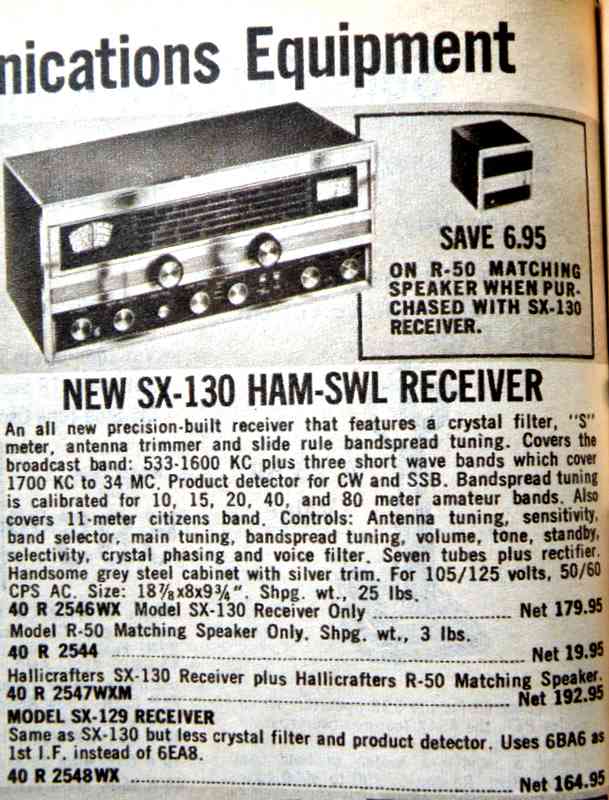 nications Equipment
SAVE 6.95
ON R-50 MATCHING
SPEAKER WHEN PUR-
CHASED WITH SX-130
RECEIVER.
NEW SX-130 HAM-SWL RECEIVER
An all new precision-built receiver that features a crystal filter, "S"
meter, antenna trimmer and slide rule bandspread tuning. Covers the
broadcast band: 533-1600 KC plus three short wave bands which cover
1700 KC to 34 MC. Product detector for CW and SSB. Bandspread tuning
is calibrated for 10, 15, 20, 40, and 80 meter amateur bands. Also
covers 11-meter citizens band. Controls: Antenna tuning, sensitivity,
band selector, main tuning, bandspread tuning, volume, tone, standby,
selectivity, crystal phasing and voice filter. Seven tubes plus rectifier.
Handsome grey steel cabinet with silver trim. For 105/125 volts, 50/60
CPS AC. Size: 18⅞x8x9¾". Shpg. wt., 25 lbs.
40 R 2546WX Model SX-130 Receiver Only ........ Net 179.95
Model R-50 Matching Speaker Only. Shpg. wt., 3 lbs.
40 R 2544 ........ Net 19.95
Hallicrafters SX-130 Receiver plus Hallicrafters R-50 Matching Speaker.
40 R 2547WXM ........ Net 192.95
MODEL SX-129 RECEIVER
Same as SX-130 but less crystal filter and product detector. Uses 6BA6 as
1st I.F. instead of 6EA8.
40 R 2548WX ........ Net 164.95